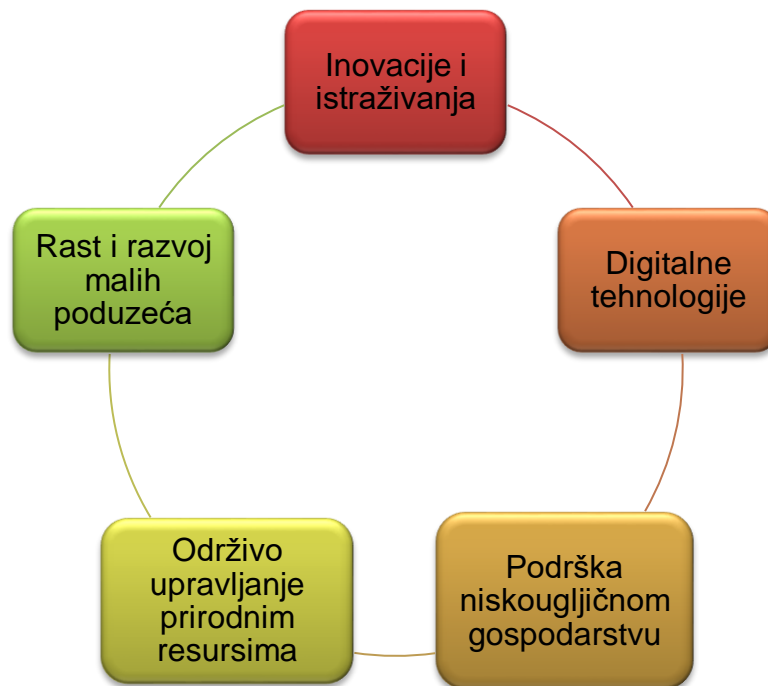 Inovacije i
istraživanja
Digitalne
tehnologije
Podrška
niskougljičnom
gospodarstvu
Održivo
upravljanje
prirodnim
resursima
Rast i razvoj
malih
poduzeća